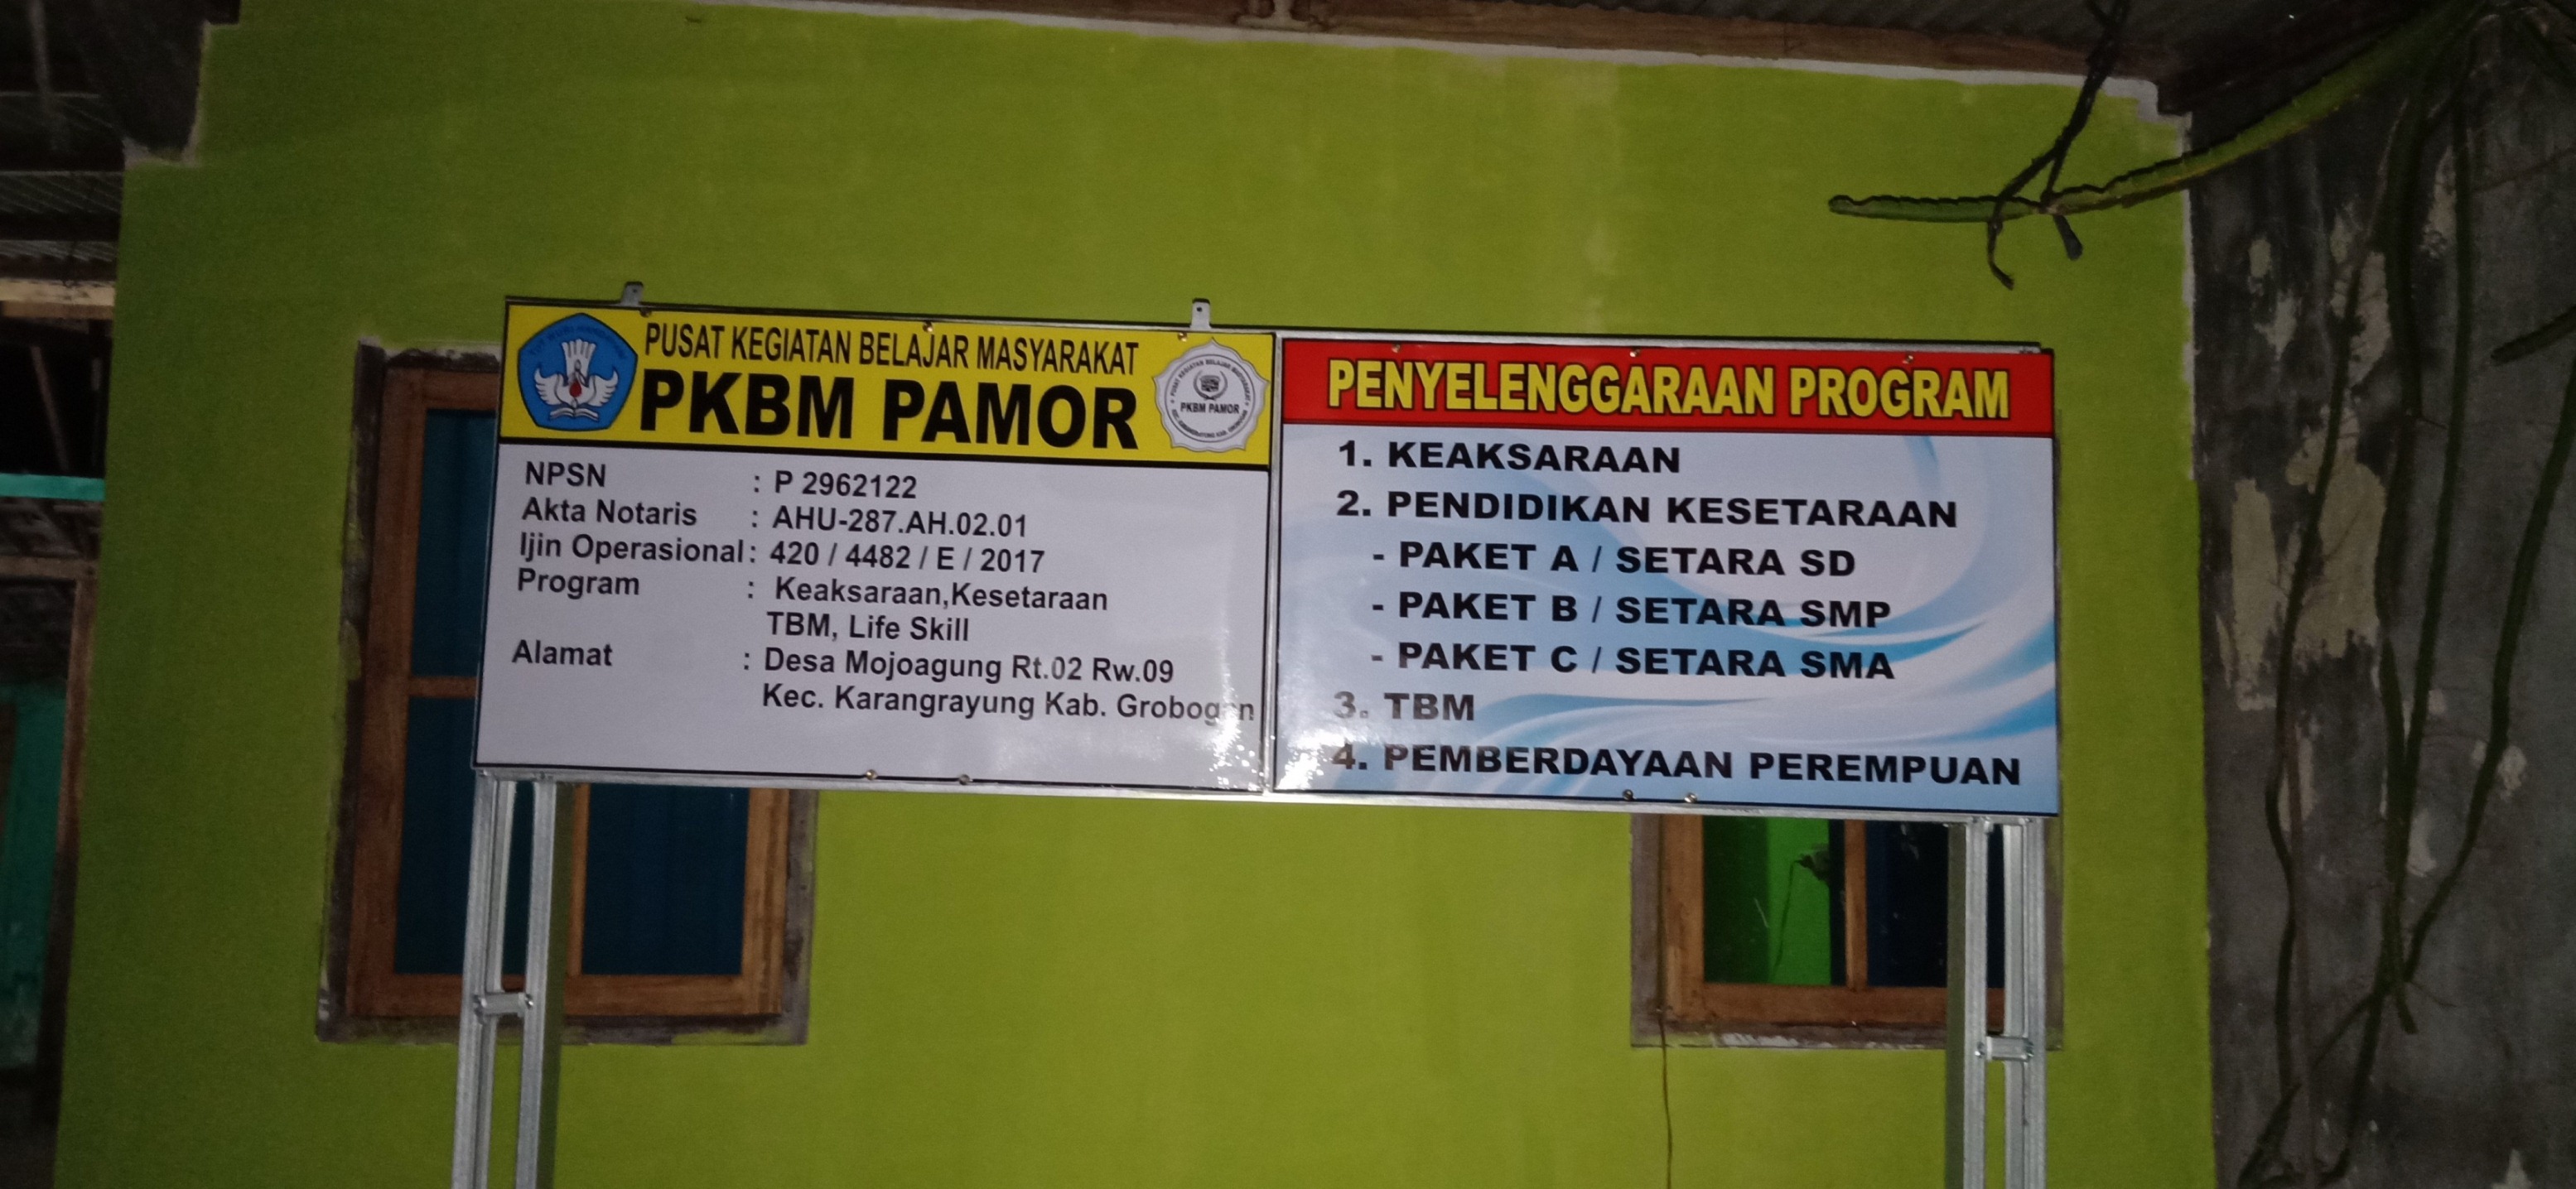 PUSAT KEGIATAN BELAJAR MASYARAKAT
PKBM PAMOR
PKBM PAMOR
NPSN : P 2962122
Akta Notaris : AHU-287.AH.02.01
Ijin Operasional : 420 / 4482 / E / 2017
Program : Keaksaraan,Kesetaraan
TBM, Life Skill
Alamat : Desa Mojoagung Rt.02 Rw.09
Kec. Karangrayung Kab. Grobogan
PENYELENGGARAAN PROGRAM
1. KEAKSARAAN
2. PENDIDIKAN KESETARAAN
- PAKET A / SETARA SD
- PAKET B / SETARA SMP
- PAKET C / SETARA SMA
3. TBM
4. PEMBERDAYAAN PEREMPUAN